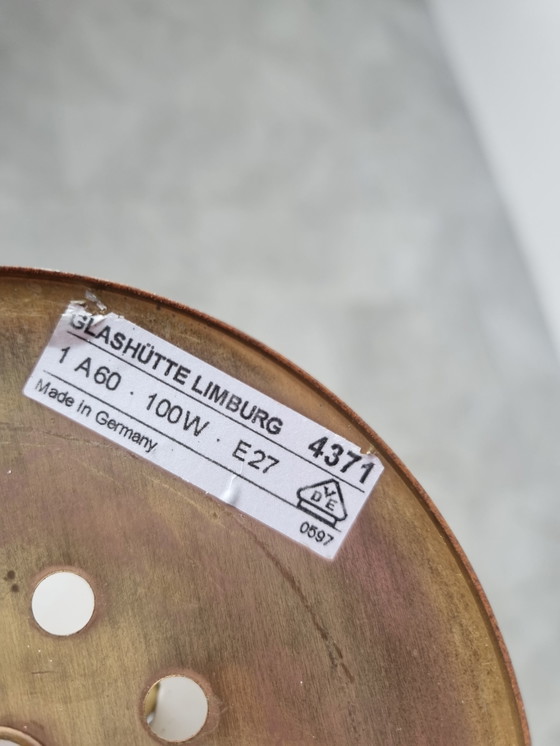 GLASHÜTTE LIMBURG 4371
1 A60 · 100W · E27
Made in Germany
VDE
0597